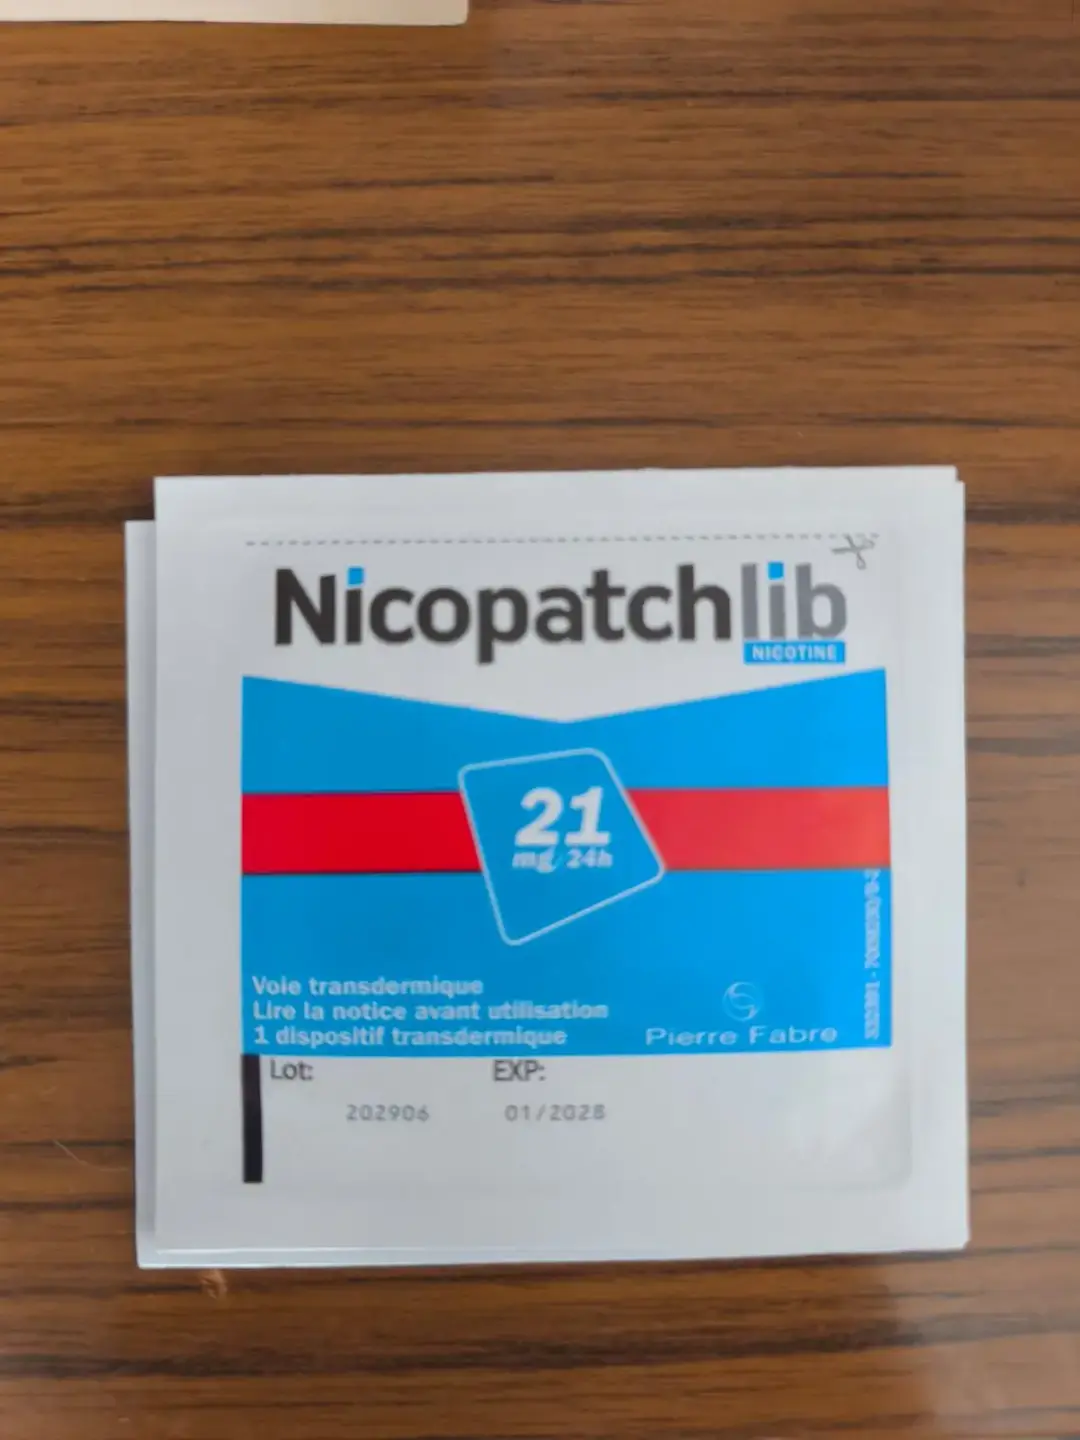 Nicopatchlib
NICOTINE
21
mg/24h
Voie transdermique
Lire la notice avant utilisation
1 dispositif transdermique
Pierre Fabre
Lot:
EXP:
202906
01/2028